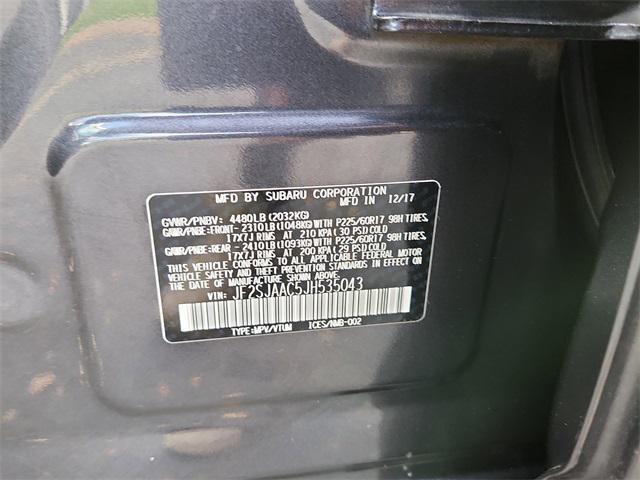 MFD BY SUBARU CORPORATION
MFD IN 12/17
GVWR/PNBV: 4480LB(2032KG)
GAWR/PNBE:FRONT- 2310LB(1048KG)WITH P225/60R17 98H TIRES,
17X7J RIMS AT 210 KPA(30 PSI)COLD
GAWR/PNBE:REAR- 2410LB(1093KG)WITH P225/60R17 98H TIRES,
17X7J RIMS AT 200 KPA(29 PSI)COLD
THIS VEHICLE CONFORMS TO ALL APPLICABLE FEDERAL MOTOR
VEHICLE SAFETY AND THEFT PREVENTION STANDARDS IN EFFECT ON
THE DATE OF MANUFACTURE SHOWN ABOVE.
VIN: JF2SJAAC5JH535043
TYPE:MPV/VTUM ICES/NMB-002